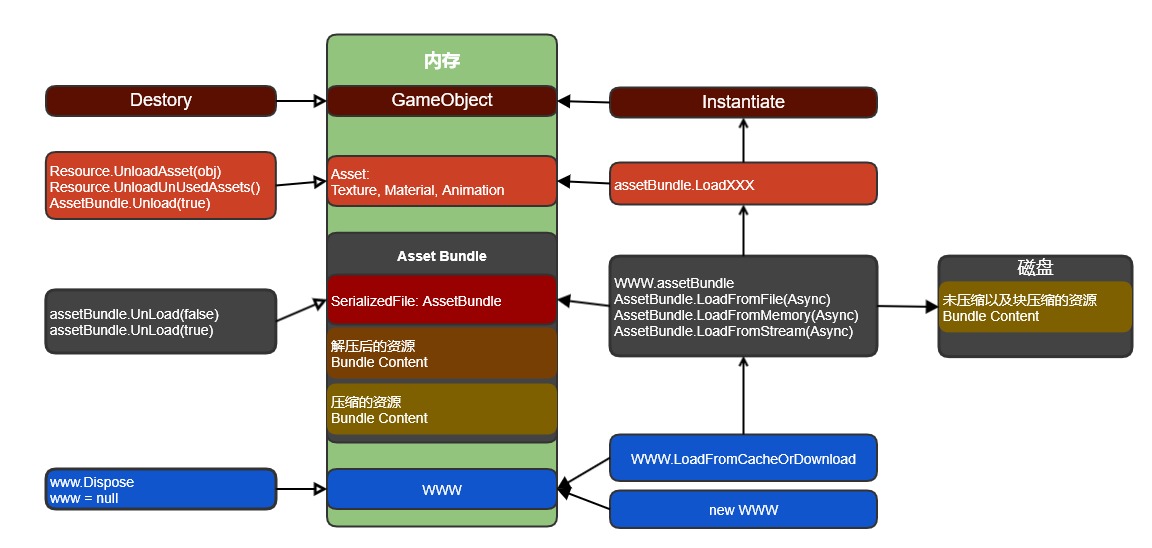 内存
Destory
GameObject
Instantiate
Resource.UnloadAsset(obj)
Resource.UnloadUnUsedAssets()
AssetBundle.Unload(true)
Asset:
Texture, Material, Animation
assetBundle.LoadXXX
Asset Bundle
SerializedFile: AssetBundle
解压后的资源
Bundle Content
压缩的资源
Bundle Content
assetBundle.UnLoad(false)
assetBundle.UnLoad(true)
WWW.assetBundle
AssetBundle.LoadFromFile(Async)
AssetBundle.LoadFromMemory(Async)
AssetBundle.LoadFromStream(Async)
磁盘
未压缩以及块压缩的资源
Bundle Content
www.Dispose
www = null
WWW
WWW.LoadFromCacheOrDownload
new WWW